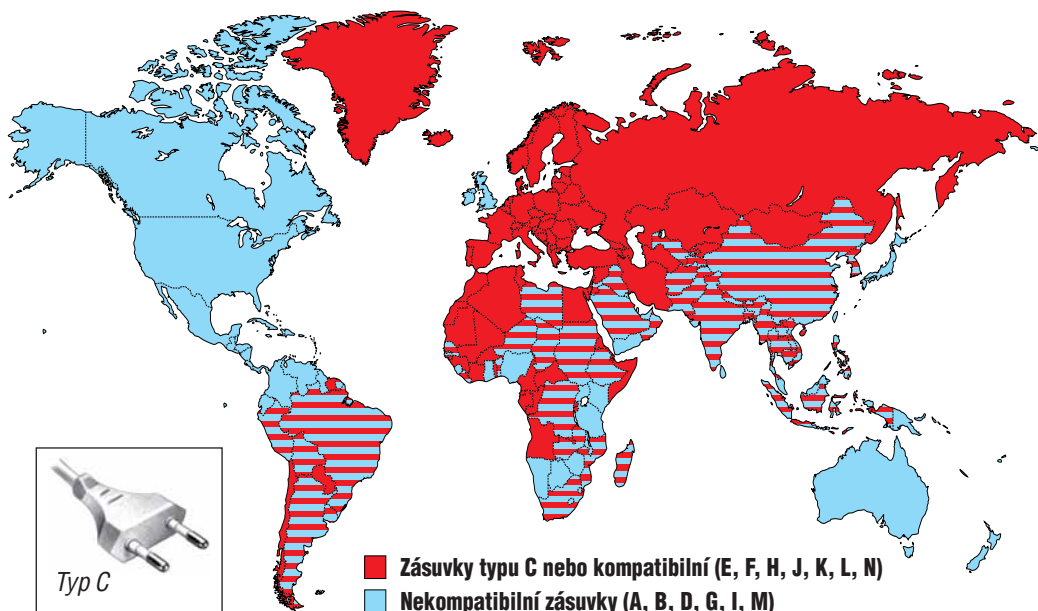 Typ C
Zásuvky typu C nebo kompatibilní (E, F, H, J, K, L, N)
Nekompatibilní zásuvky (A, B, D, G, I, M)